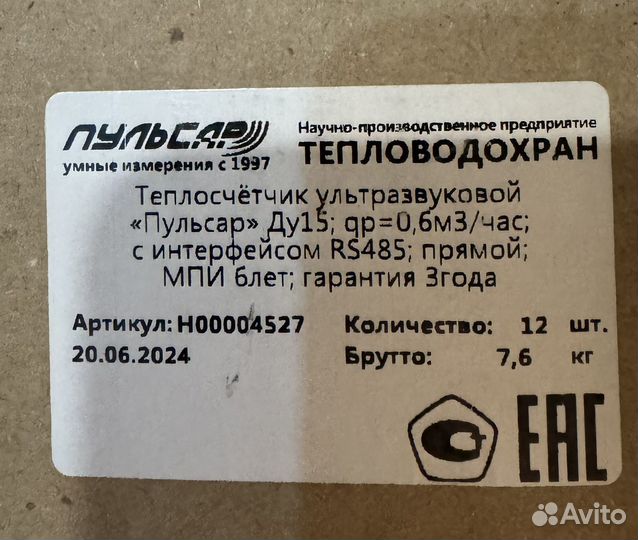 ПУЛЬСАР
умные измерения с 1997
Научно-производственное предприятие
ТЕПЛОВОДОХРАН
Теплосчётчик ультразвуковой
«Пульсар» Ду15; qp=0,6м3/час;
с интерфейсом RS485; прямой;
МПИ 6лет; гарантия 3года
Артикул: Н00004527
Количество: 12 шт.
20.06.2024
Брутто: 7,6 кг
ЕАС
Avito